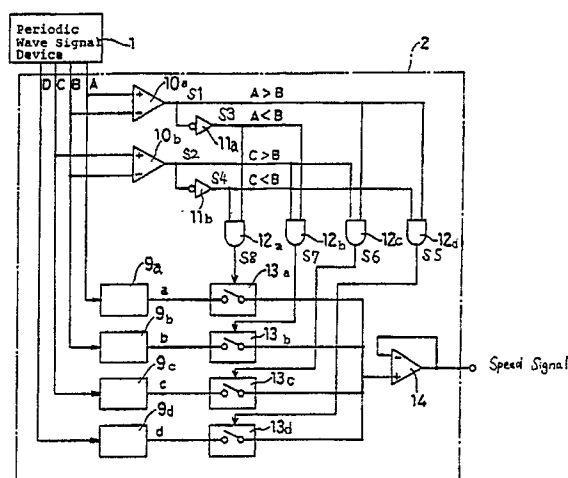 Periodic
Wave Signal
Device
1
2
D C B A
10a
S1 A > B
S3 A < B
11a
10b
S2 C > B
S4 C < B
11b
12a 12b 12c 12d
S8 S7 S6 S5
9a a 13a
9b b 13b
9c c 13c
9d d 13d
14
Speed Signal